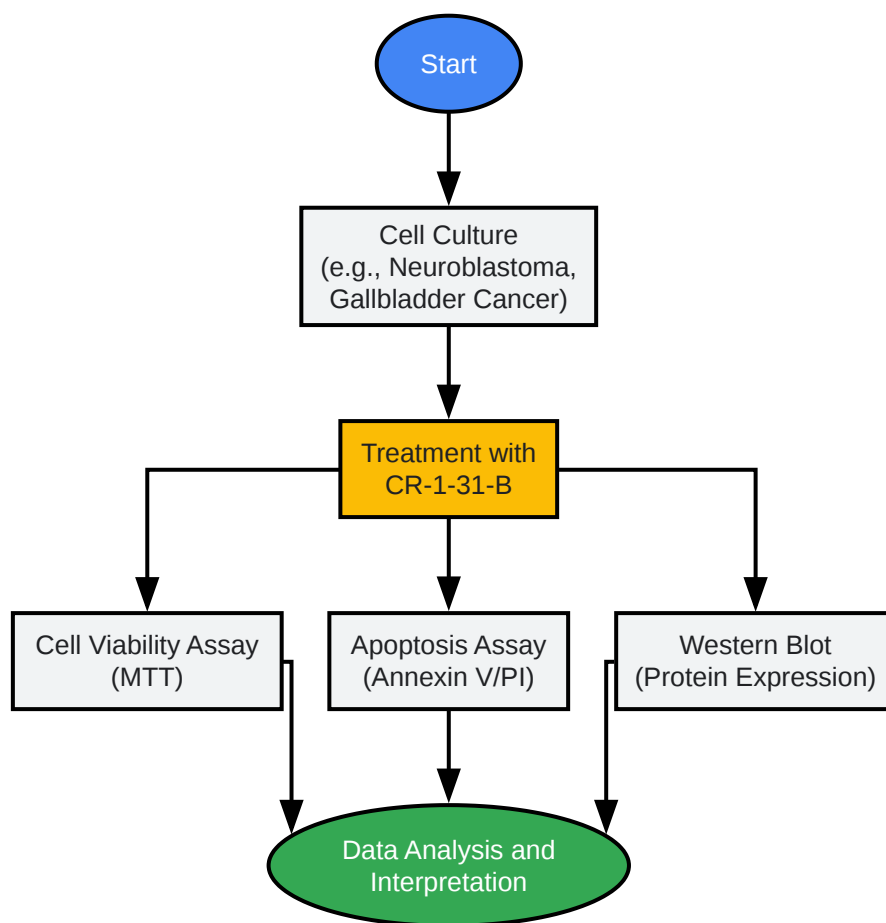 Start
Cell Culture
(e.g., Neuroblastoma,
Gallbladder Cancer)
Treatment with
CR-1-31-B
Cell Viability Assay
(MTT)
Apoptosis Assay
(Annexin V/PI)
Western Blot
(Protein Expression)
Data Analysis and
Interpretation